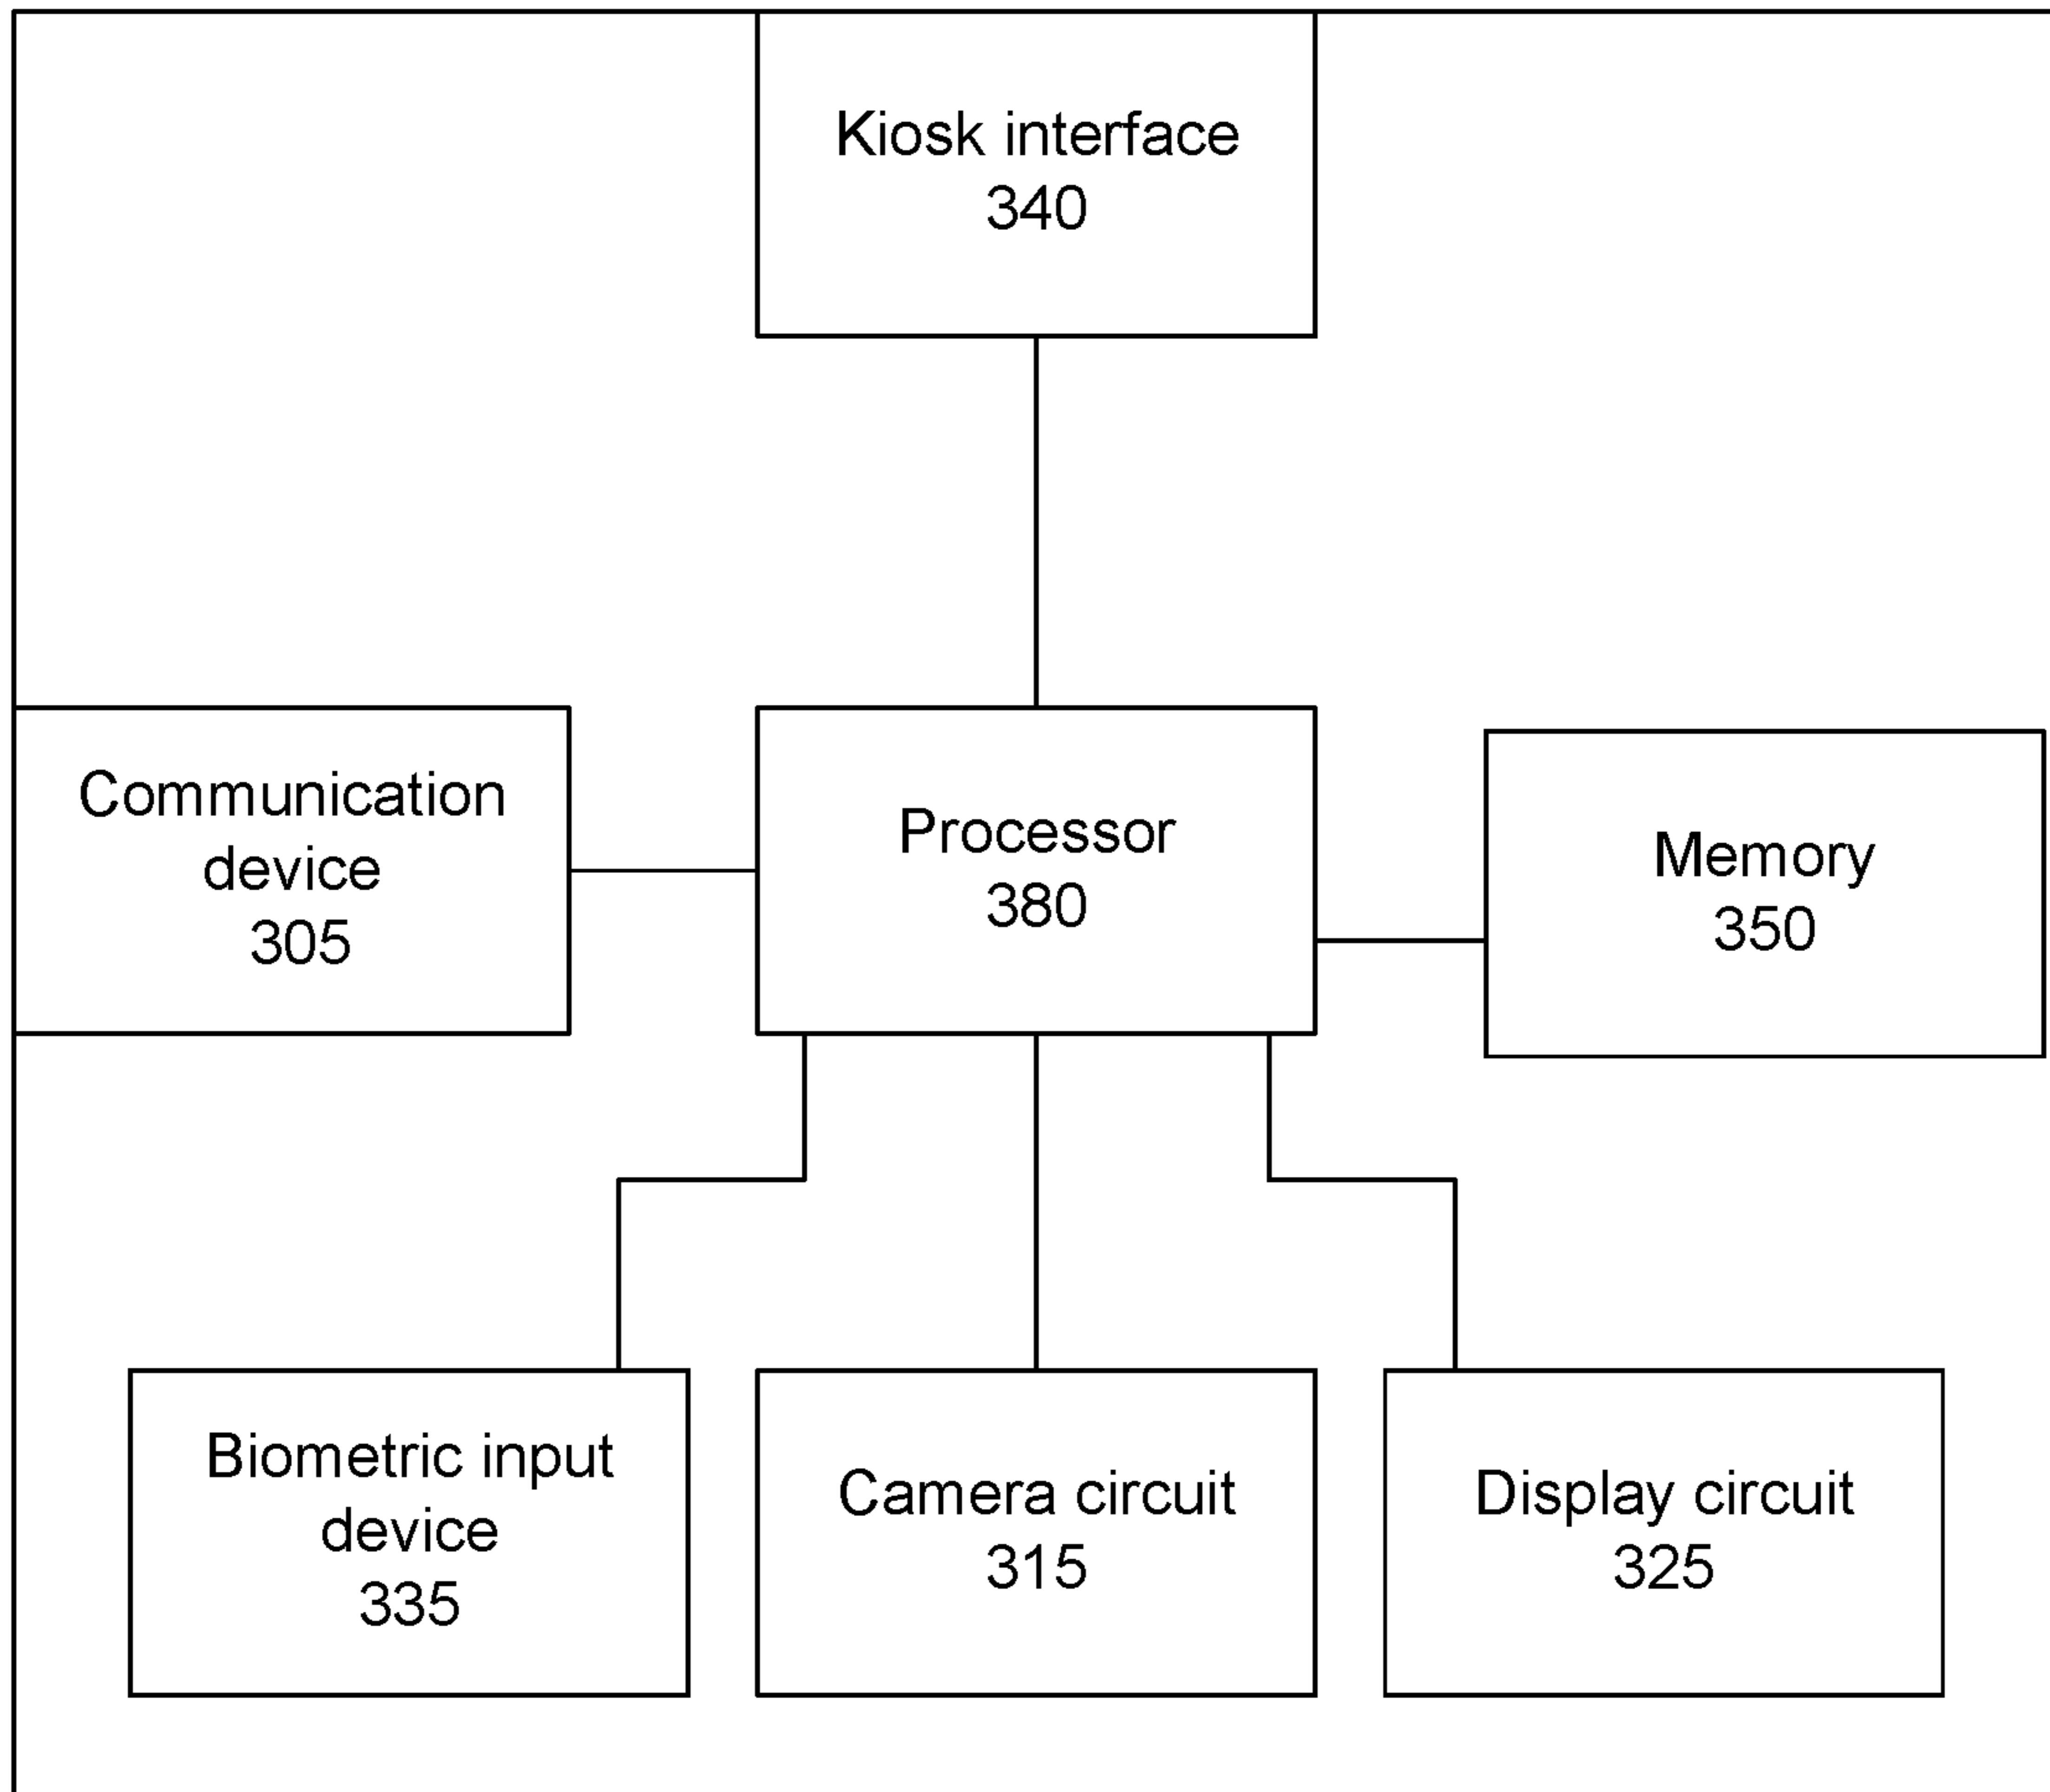 Kiosk interface
340
Communication
device
305
Processor
380
Memory
350
Biometric input
device
335
Camera circuit
315
Display circuit
325